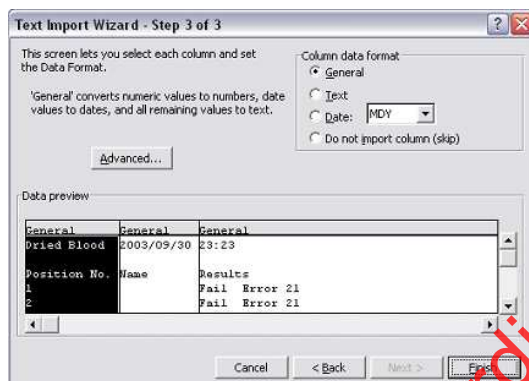 Text Import Wizard - Step 3 of 3
This screen lets you select each column and set
the Data Format.
'General' converts numeric values to numbers, date
values to dates, and all remaining values to text.
Advanced...
Column data format
General
Text
Date: MDY
Do not import column (skip)
Data preview
General General General
Dried Blood 2003/09/30 23:23
Position No. Name Results
1 Fail Error 21
2 Fail Error 21
Cancel < Back Next > Finish